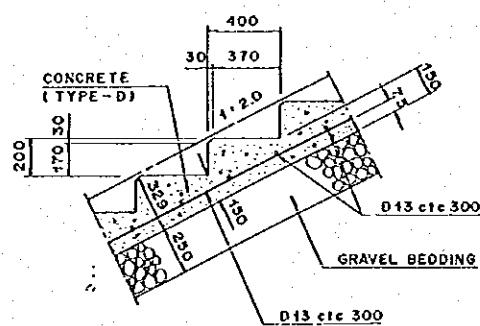 400
30 370
CONCRETE
(TYPE-D)
1:2.0
150
75
200
30
170
329
250
150
D13 ctc 300
GRAVEL BEDDING
D13 ctc 300